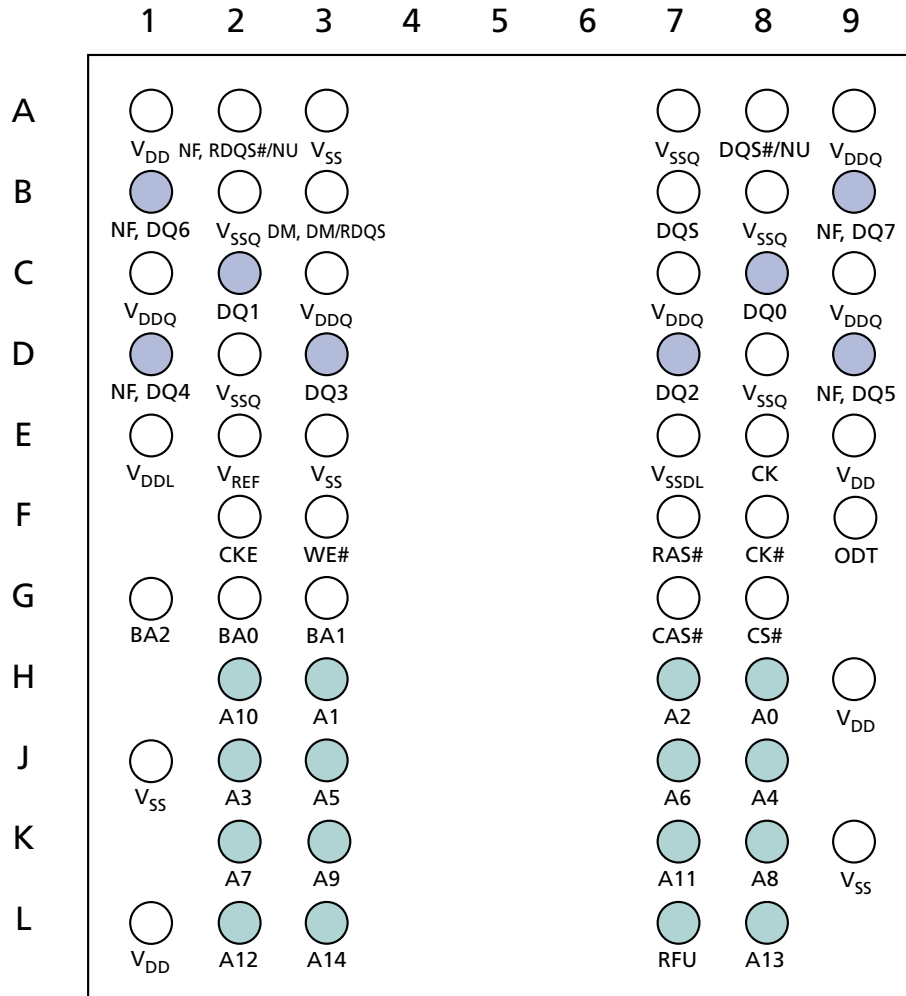 1 2 3 4 5 6 7 8 9
A
VDD NF, RDQS#/NU VSS VSSQ DQS#/NU VDDQ
B
NF, DQ6 VSSQ DM, DM/RDQS DQS VSSQ NF, DQ7
C
VDDQ DQ1 VDDQ VDDQ DQ0 VDDQ
D
NF, DQ4 VSSQ DQ3 DQ2 VSSQ NF, DQ5
E
VDDL VREF VSS VSSDL CK VDD
F
CKE WE# RAS# CK# ODT
G
BA2 BA0 BA1 CAS# CS#
H
A10 A1 A2 A0 VDD
J
VSS A3 A5 A6 A4
K
A7 A9 A11 A8 VSS
L
VDD A12 A14 RFU A13